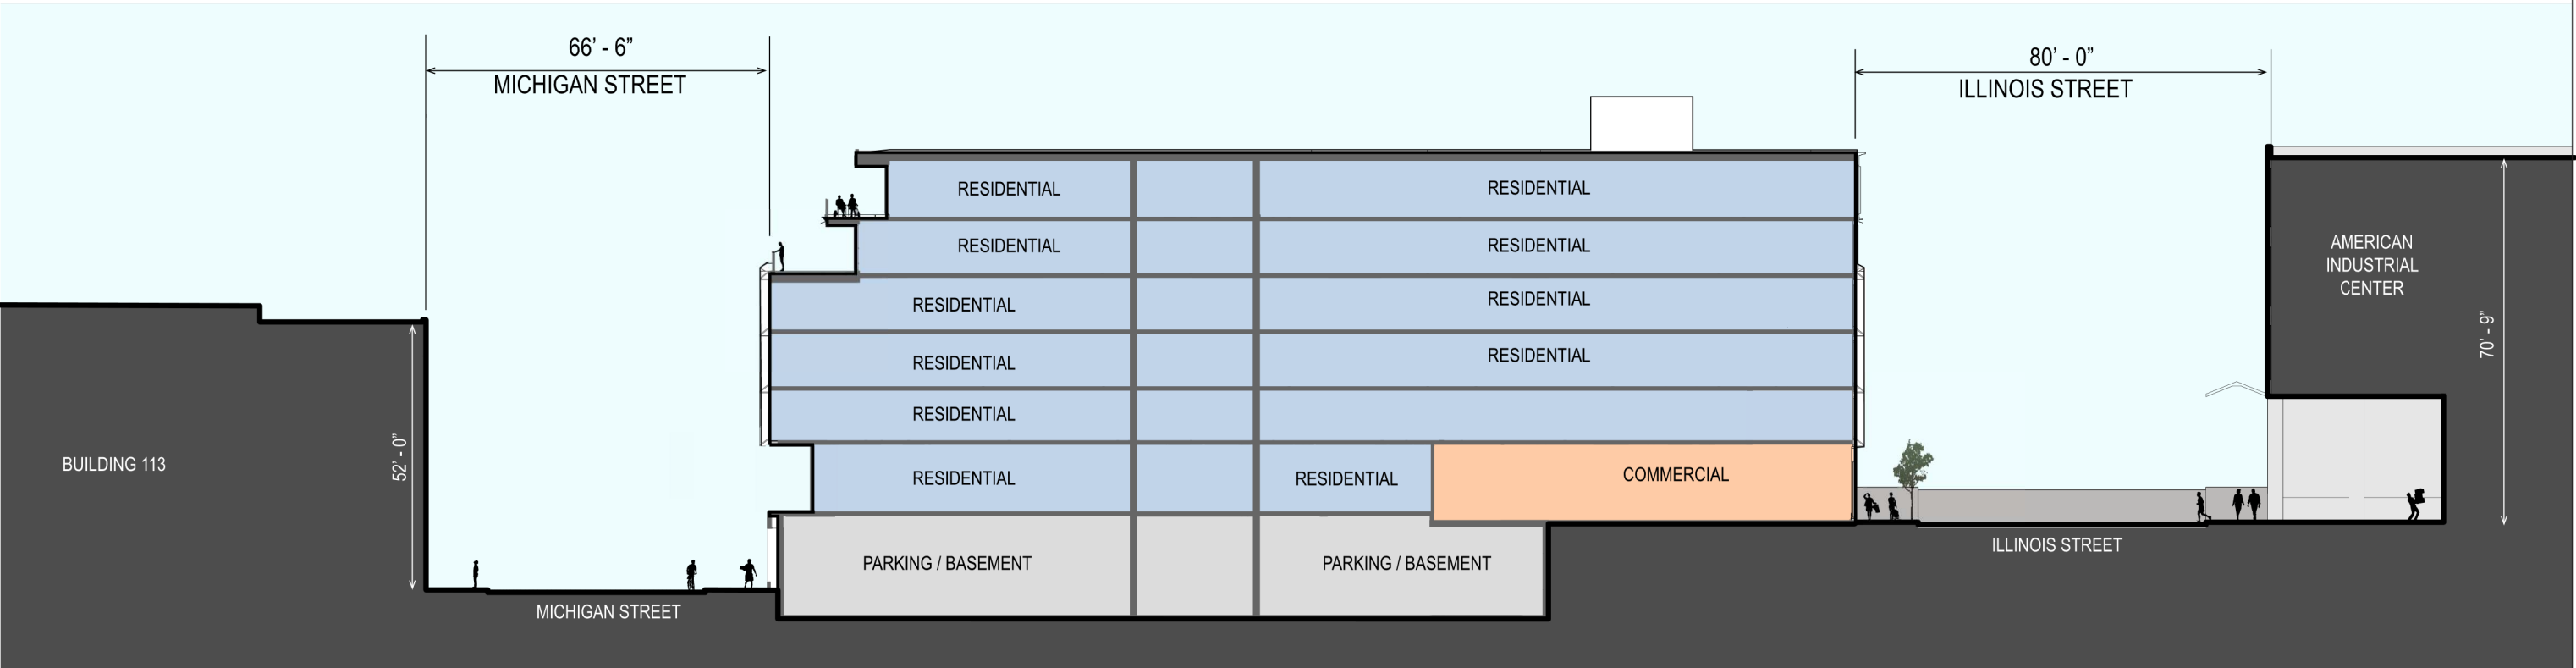 66’ - 6”
MICHIGAN STREET
80’ - 0”
ILLINOIS STREET
RESIDENTIAL
RESIDENTIAL
RESIDENTIAL
RESIDENTIAL
AMERICAN
INDUSTRIAL
CENTER
RESIDENTIAL
RESIDENTIAL
70’ - 9”
RESIDENTIAL
RESIDENTIAL
RESIDENTIAL
BUILDING 113
52’ - 0”
RESIDENTIAL
RESIDENTIAL
COMMERCIAL
PARKING / BASEMENT
PARKING / BASEMENT
ILLINOIS STREET
MICHIGAN STREET